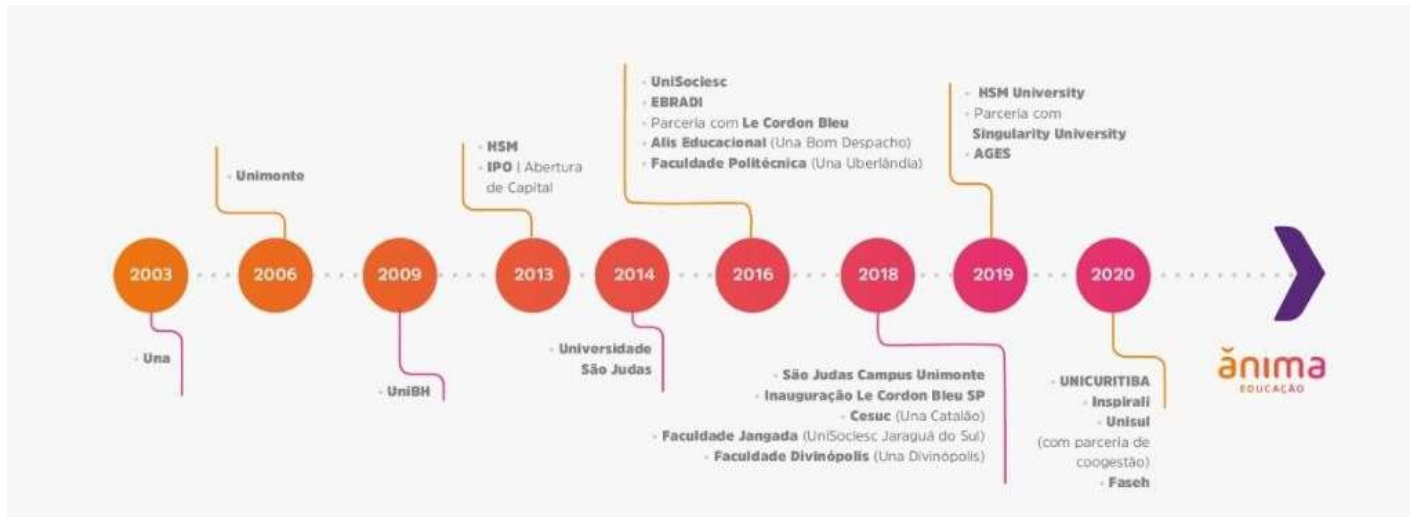 2003
- Una
2006
- Unimonte
2009
- UniBH
2013
- HSM
- IPO | Abertura
de Capital
2014
- Universidade
São Judas
2016
- UniSociesc
- EBRADI
- Parceria com Le Cordon Bleu
- Alis Educacional (Una Bom Despacho)
- Faculdade Politécnica (Una Uberlândia)
2018
- São Judas Campus Unimonte
- Inauguração Le Cordon Bleu SP
- Cesuc (Una Catalão)
- Faculdade Jangada (UniSociesc Jaraguá do Sul)
- Faculdade Divinópolis (Una Divinópolis)
2019
- HSM University
- Parceria com
Singularity University
- AGES
2020
- UNICURITIBA
- Inspirali
- Unisul
(com parceria de
coogestão)
- Faseh
ănima
EDUCAÇÃO